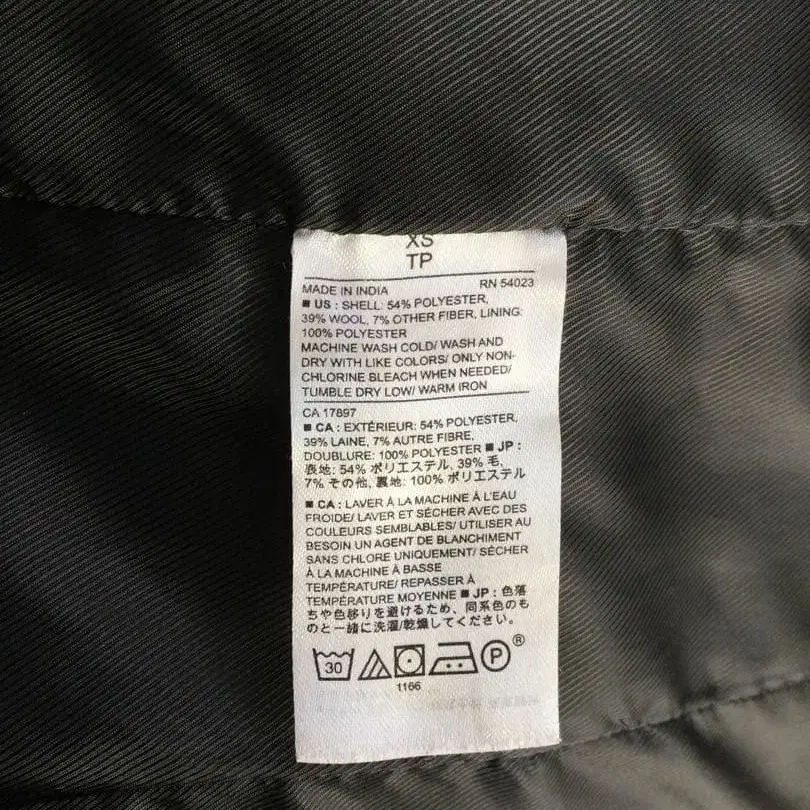 XS
TP
MADE IN INDIA RN 54023
■ US : SHELL: 54% POLYESTER,
39% WOOL, 7% OTHER FIBER, LINING:
100% POLYESTER
MACHINE WASH COLD/ WASH AND
DRY WITH LIKE COLORS/ ONLY NON-
CHLORINE BLEACH WHEN NEEDED/
TUMBLE DRY LOW/ WARM IRON
CA 17897
■ CA : EXTÉRIEUR: 54% POLYESTER,
39% LAINE, 7% AUTRE FIBRE,
DOUBLURE: 100% POLYESTER ■ JP :
表地: 54% ポリエステル, 39% 毛,
7% その他, 裏地: 100% ポリエステル
■ CA : LAVER À LA MACHINE À L'EAU
FROIDE/ LAVER ET SÉCHER AVEC DES
COULEURS SEMBLABLES/ UTILISER AU
BESOIN UN AGENT DE BLANCHIMENT
SANS CHLORE UNIQUEMENT/ SÉCHER
À LA MACHINE À BASSE
TEMPÉRATURE/ REPASSER À
TEMPÉRATURE MOYENNE ■ JP : 色落
ちや色移りを避けるため、同系色のも
のと一緒に洗濯/乾燥してください。
30 P ®
1166